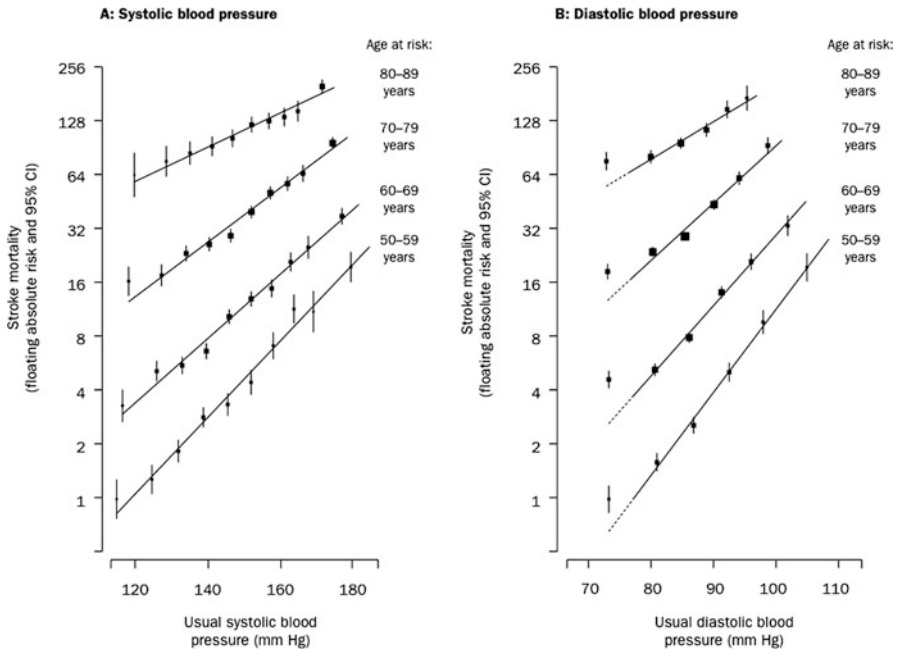 A: Systolic blood pressure
Age at risk:
256
128
64
32
16
8
4
2
1
80–89
years
70–79
years
60–69
years
50–59
years
Stroke mortality
(floating absolute risk and 95% CI)
120
140
160
180
Usual systolic blood
pressure (mm Hg)
B: Diastolic blood pressure
Age at risk:
256
128
64
32
16
8
4
2
1
80–89
years
70–79
years
60–69
years
50–59
years
Stroke mortality
(floating absolute risk and 95% CI)
70
80
90
100
110
Usual diastolic blood
pressure (mm Hg)